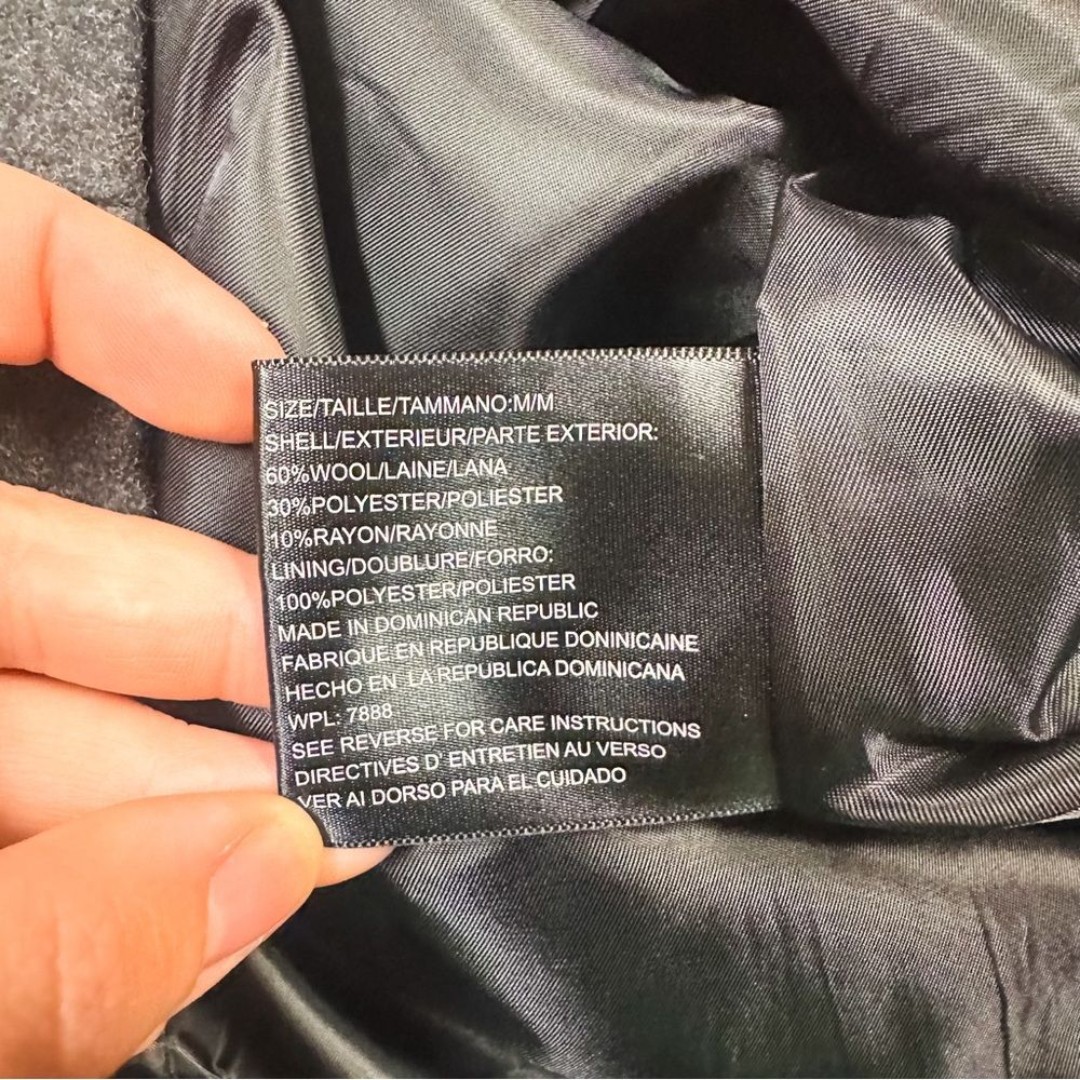 SIZE/TAILLE/TAMMANO:M/M
SHELL/EXTERIEUR/PARTE EXTERIOR:
60%WOOL/LAINE/LANA
30%POLYESTER/POLIESTER
10%RAYON/RAYONNE
LINING/DOUBLURE/FORRO:
100%POLYESTER/POLIESTER
MADE IN DOMINICAN REPUBLIC
FABRIQUE EN REPUBLIQUE DONINICAINE
HECHO EN LA REPUBLICA DOMINICANA
WPL: 7888
SEE REVERSE FOR CARE INSTRUCTIONS
DIRECTIVES D' ENTRETIEN AU VERSO
VER AI DORSO PARA EL CUIDADO